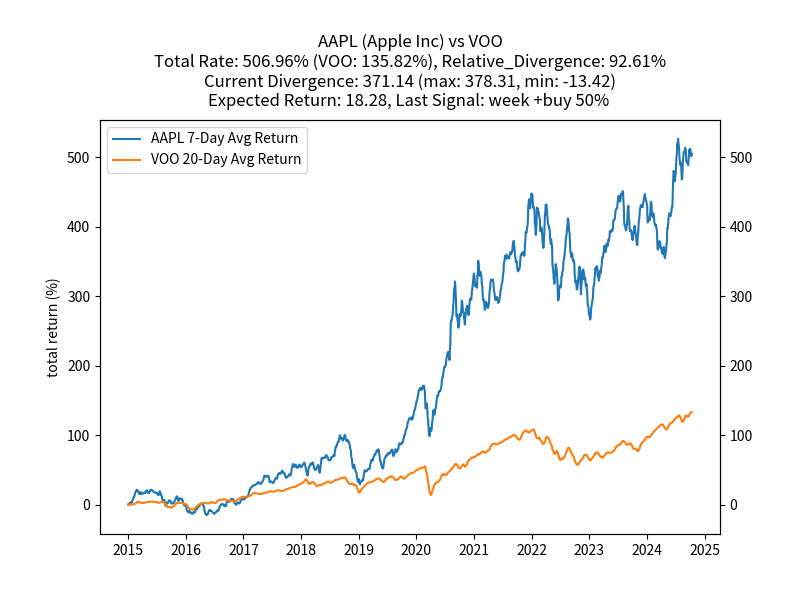 AAPL (Apple Inc) vs VOO
Total Rate: 506.96% (VOO: 135.82%), Relative_Divergence: 92.61%
Current Divergence: 371.14 (max: 378.31, min: -13.42)
Expected Return: 18.28, Last Signal: week +buy 50%
AAPL 7-Day Avg Return
VOO 20-Day Avg Return
total return (%)
500 500
400 400
300 300
200 200
100 100
0 0
2015 2016 2017 2018 2019 2020 2021 2022 2023 2024 2025